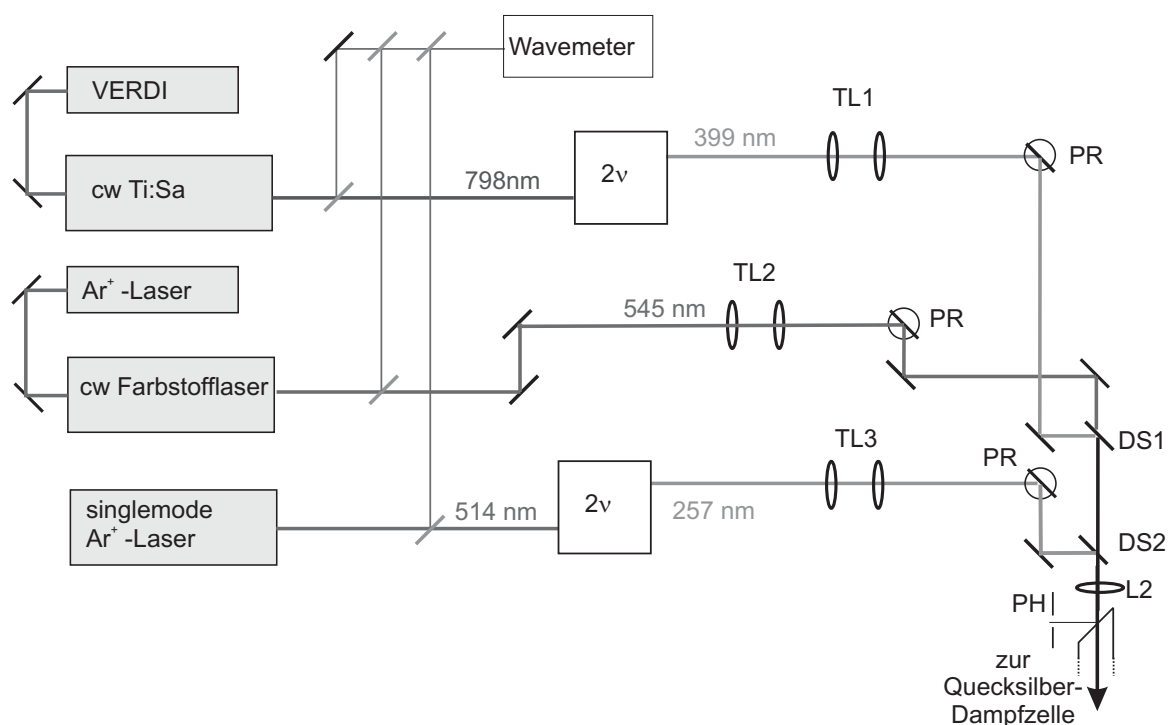 Wavemeter
VERDI
TL1
399 nm
PR
cw Ti:Sa
798nm
2ν
Ar⁺ -Laser
TL2
545 nm
PR
cw Farbstofflaser
TL3
DS1
PR
singlemode
Ar⁺ -Laser
514 nm
2ν
257 nm
DS2
L2
PH
zur
Quecksilber-
Dampfzelle